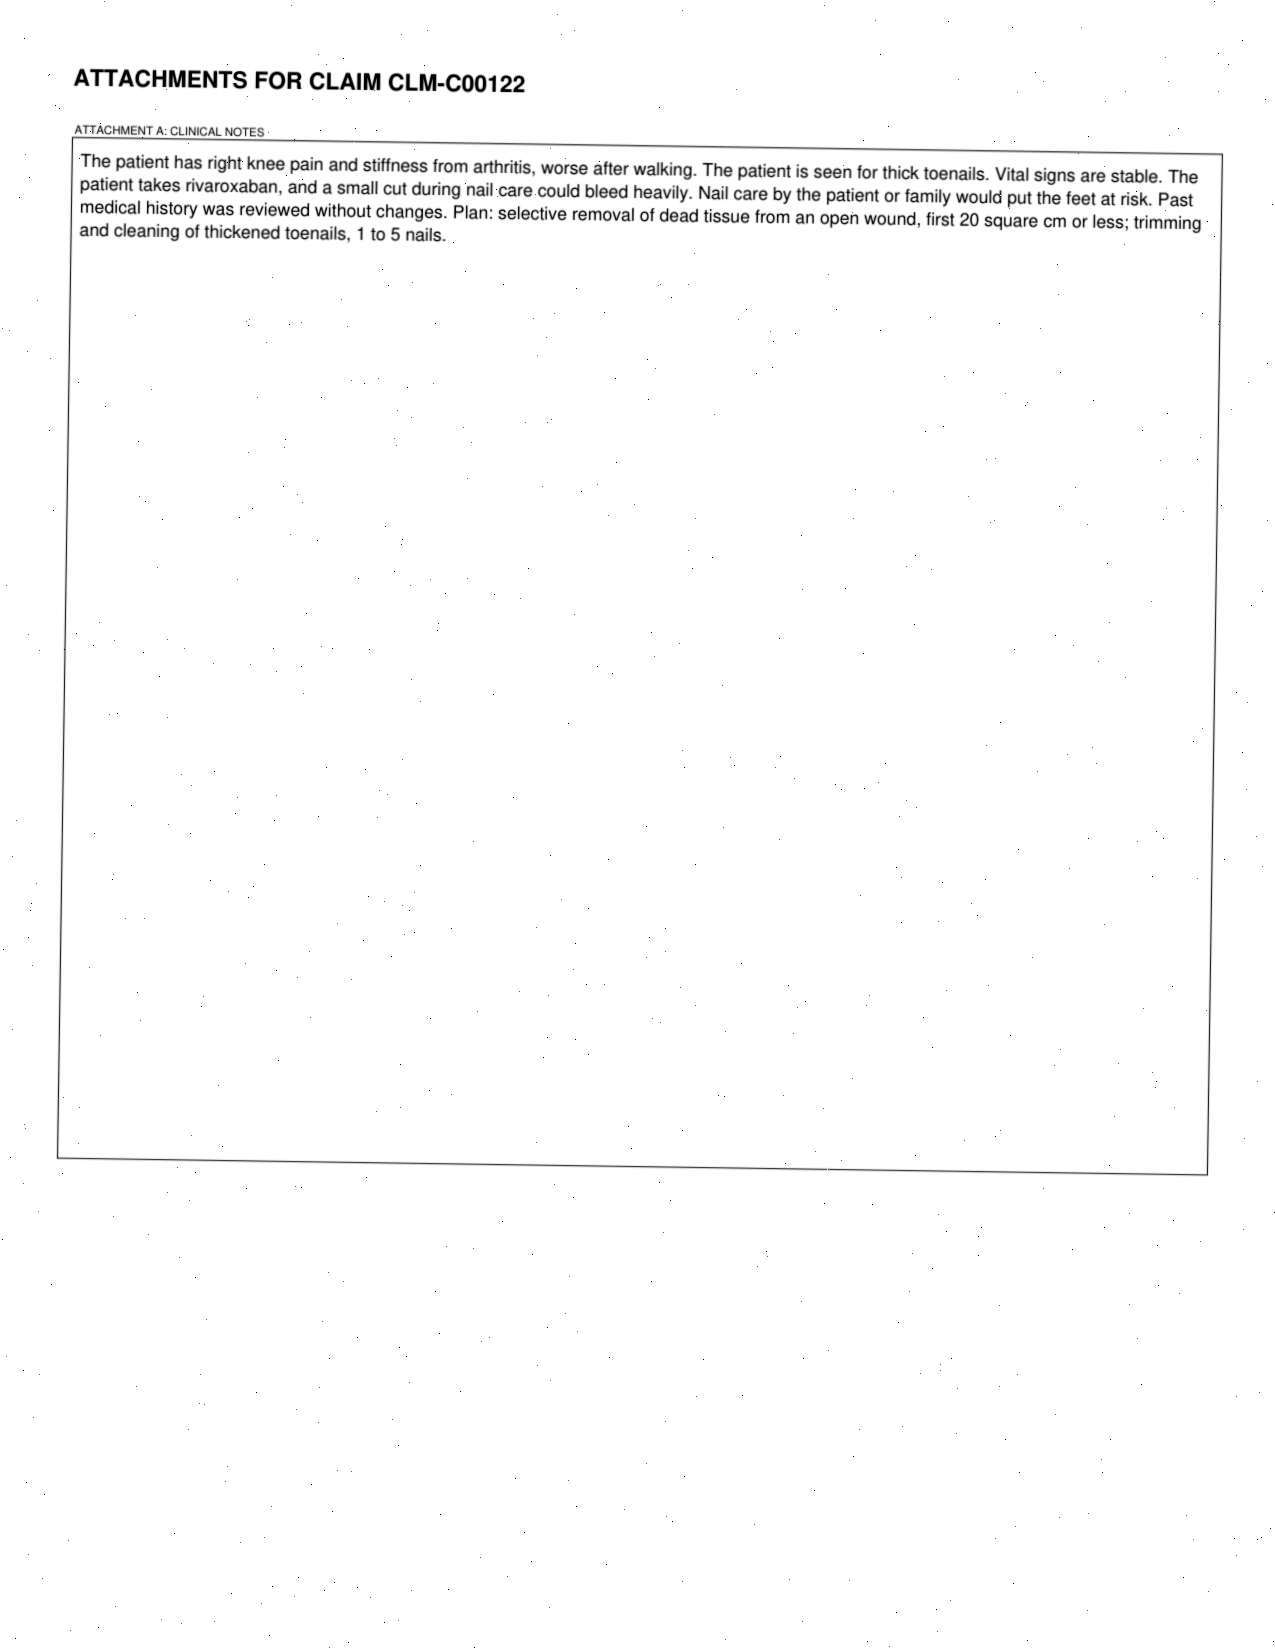 ATTACHMENTS FOR CLAIM CLM-C00122
ATTACHMENT A: CLINICAL NOTES
The patient has right knee pain and stiffness from arthritis, worse after walking. The patient is seen for thick toenails. Vital signs are stable. The
patient takes rivaroxaban, and a small cut during nail care could bleed heavily. Nail care by the patient or family would put the feet at risk. Past
medical history was reviewed without changes. Plan: selective removal of dead tissue from an open wound, first 20 square cm or less; trimming
and cleaning of thickened toenails, 1 to 5 nails.